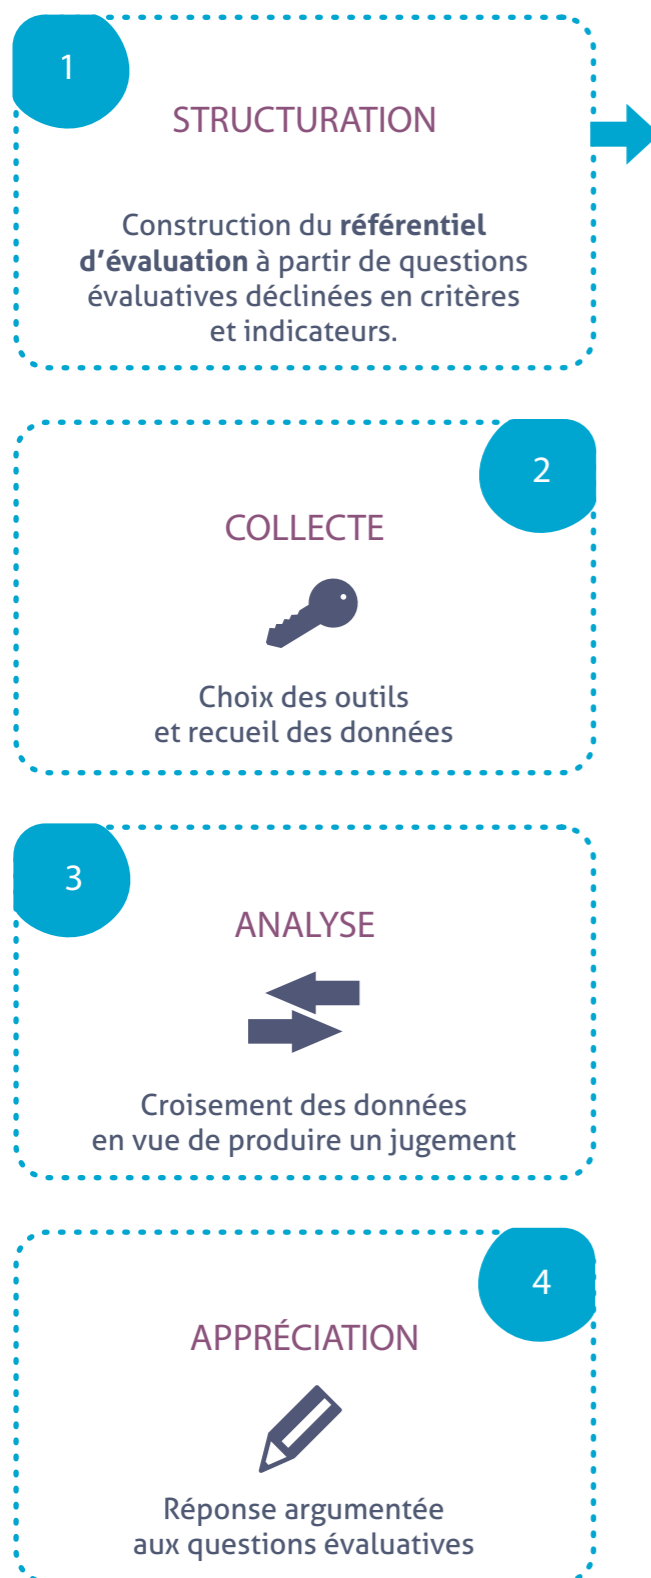 1
STRUCTURATION
Construction du référentiel
d’évaluation à partir de questions
évaluatives déclinées en critères
et indicateurs.
2
COLLECTE
Choix des outils
et recueil des données
3
ANALYSE
Croisement des données
en vue de produire un jugement
4
APPRÉCIATION
Réponse argumentée
aux questions évaluatives